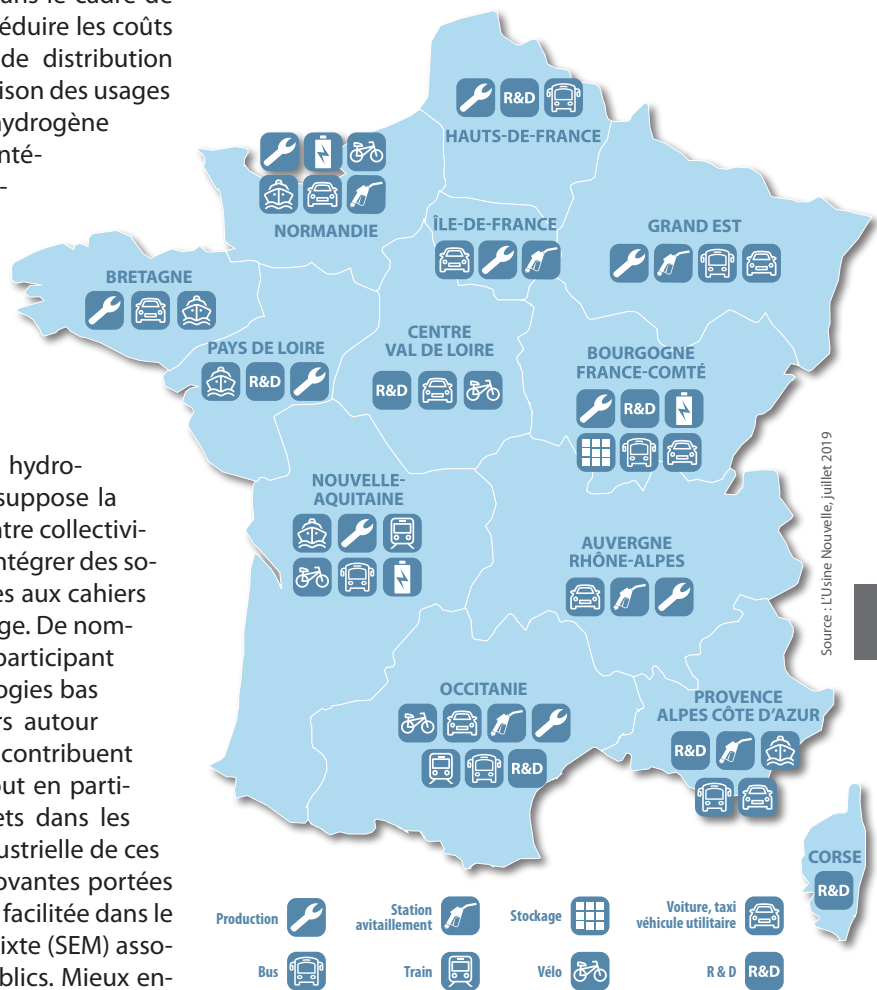 ans le cadre de
éduire les coûts
de distribution
ison des usages
hydrogène
nté-
-
hydro-
suppose la
ntre collectivi-
ntégrer des so-
es aux cahiers
ge. De nom-
participant
ogies bas
rs autour
contribuent
out en parti-
ets dans les
ustrielle de ces
ovantes portées
facilitée dans le
ixte (SEM) asso-
blics. Mieux en-
R&D
HAUTS-DE-FRANCE
NORMANDIE
ÎLE-DE-FRANCE
GRAND EST
BRETAGNE
PAYS DE LOIRE
R&D
CENTRE
VAL DE LOIRE
R&D
BOURGOGNE
FRANCE-COMTÉ
R&D
NOUVELLE-
AQUITAINE
AUVERGNE
RHÔNE-ALPES
OCCITANIE
R&D
PROVENCE
ALPES CÔTE D'AZUR
R&D
CORSE
R&D
Source : L'Usine Nouvelle, juillet 2019
Production
Station
avitaillement
Stockage
Voiture, taxi
véhicule utilitaire
Bus
Train
Vélo
R & D R&D